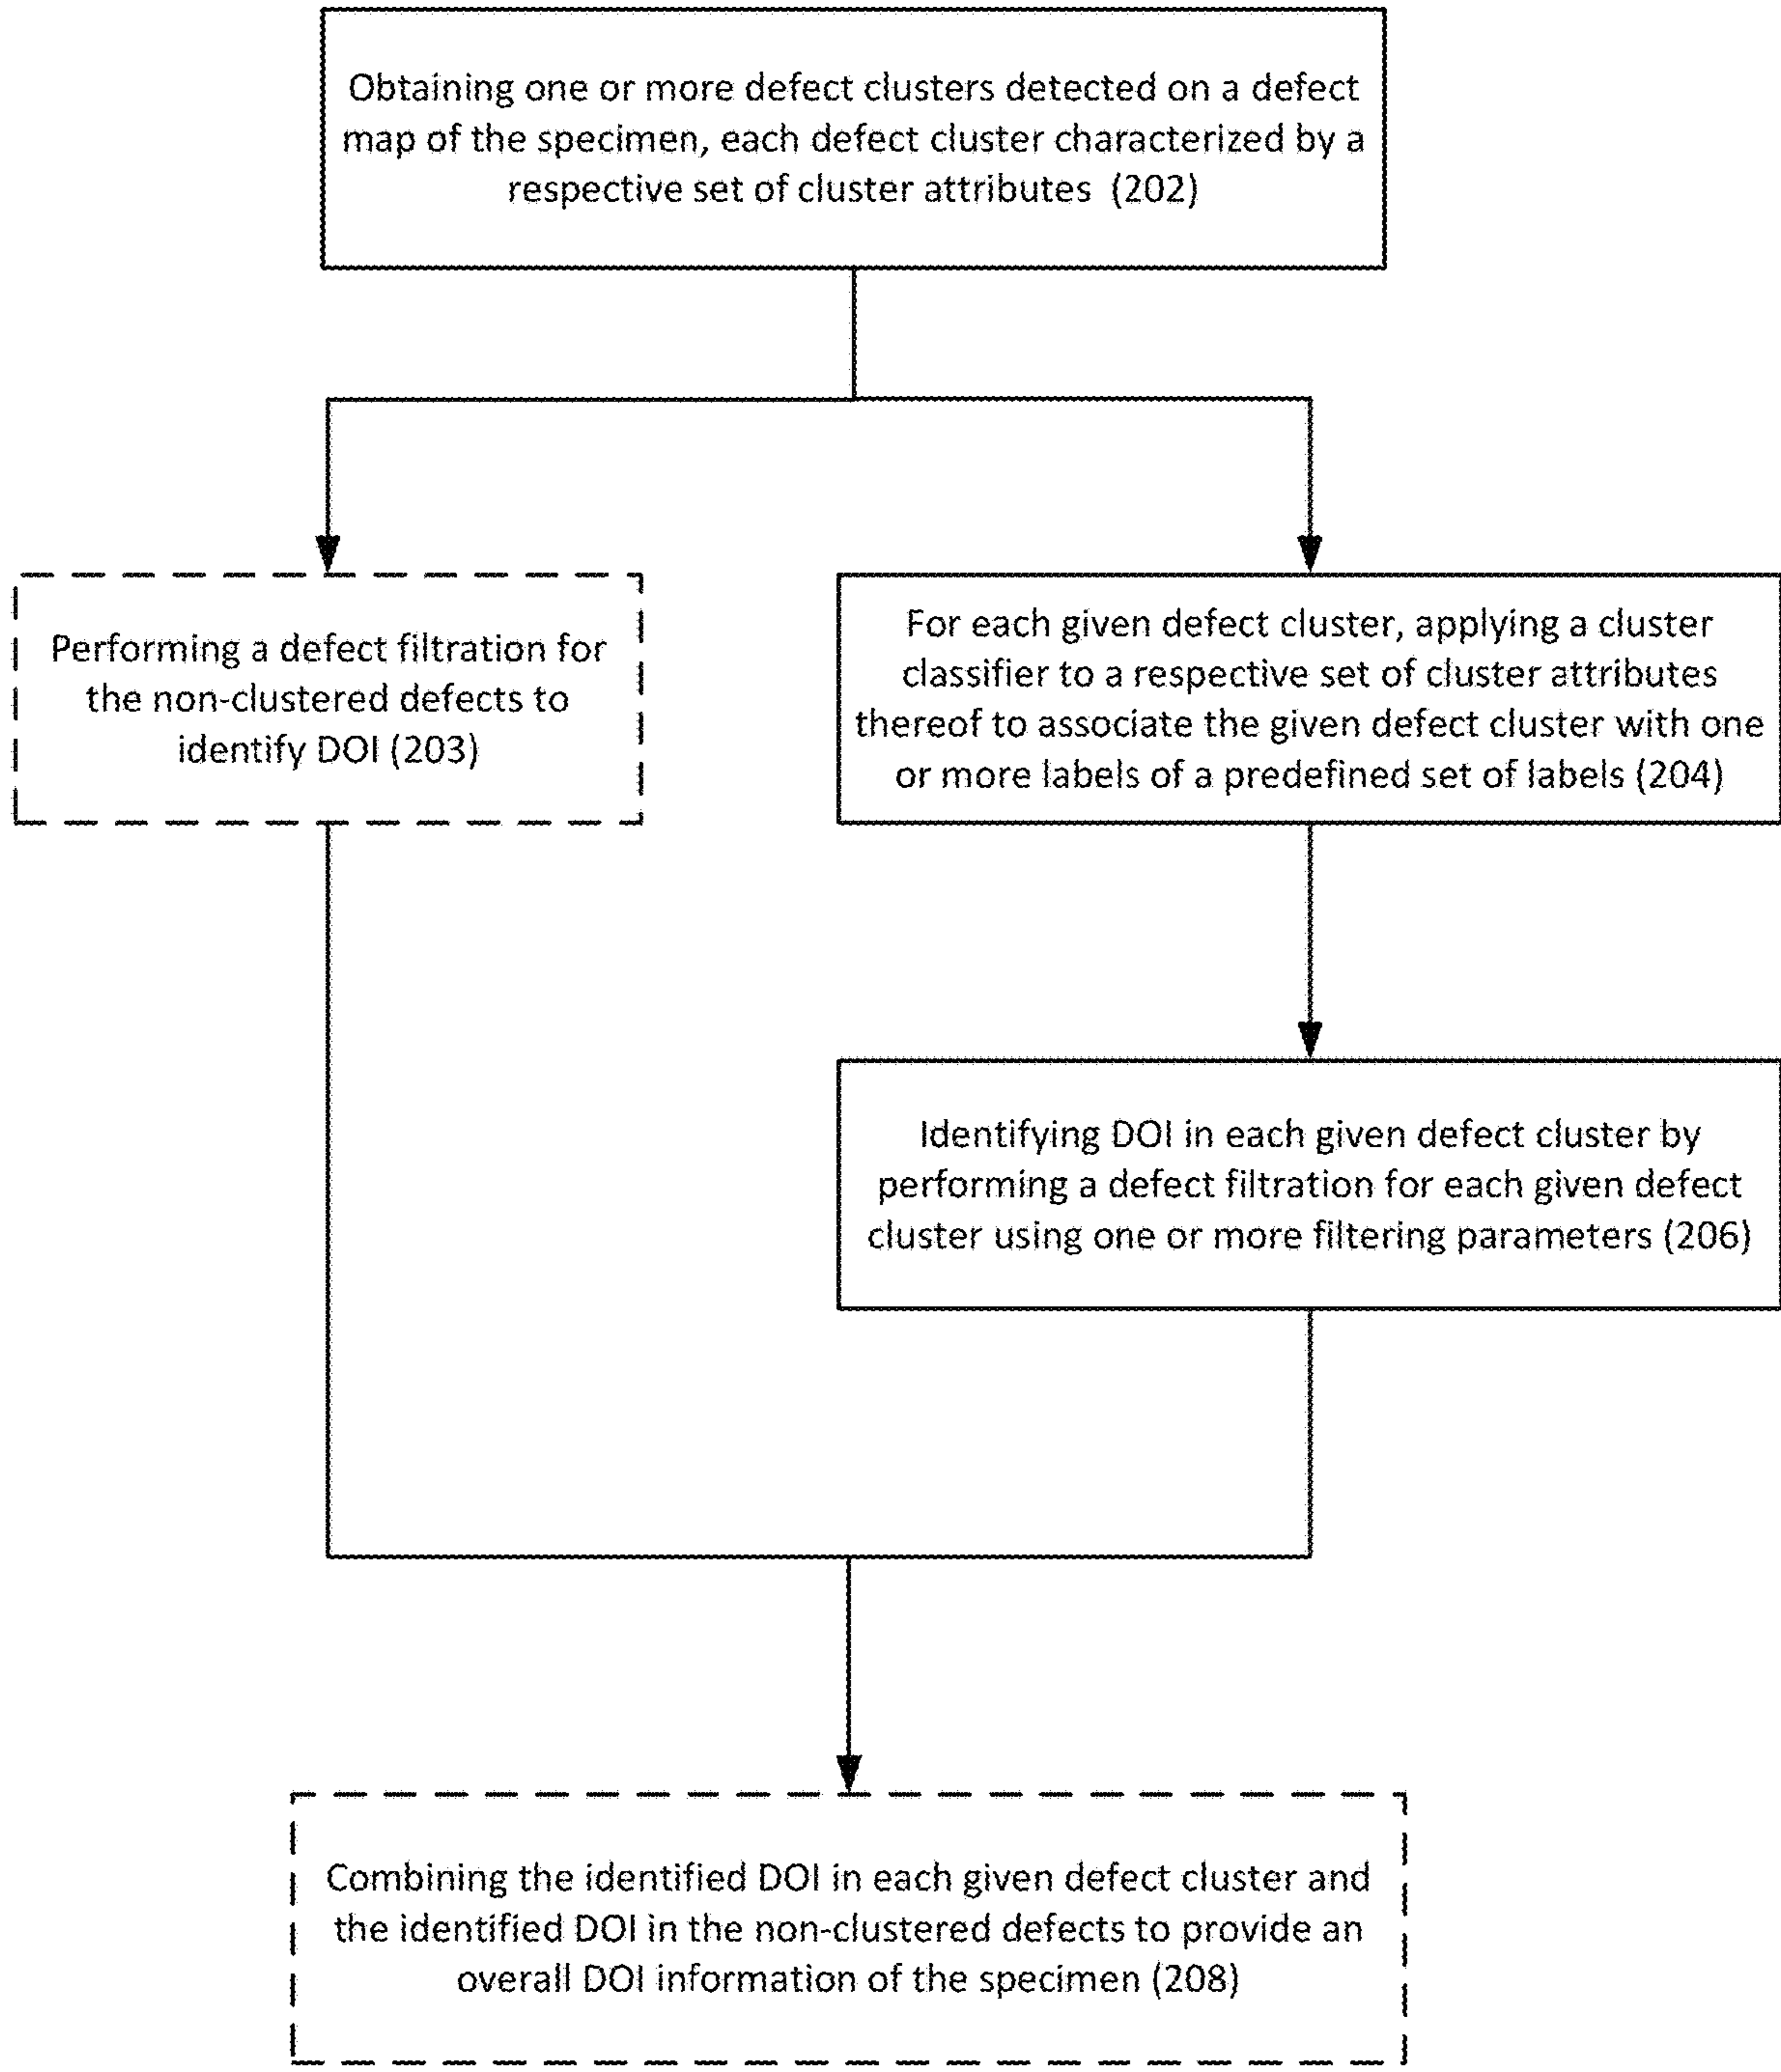 Obtaining one or more defect clusters detected on a defect
map of the specimen, each defect cluster characterized by a
respective set of cluster attributes (202)
Performing a defect filtration for
the non-clustered defects to
identify DOI (203)
For each given defect cluster, applying a cluster
classifier to a respective set of cluster attributes
thereof to associate the given defect cluster with one
or more labels of a predefined set of labels (204)
Identifying DOI in each given defect cluster by
performing a defect filtration for each given defect
cluster using one or more filtering parameters (206)
Combining the identified DOI in each given defect cluster and
the identified DOI in the non-clustered defects to provide an
overall DOI information of the specimen (208)